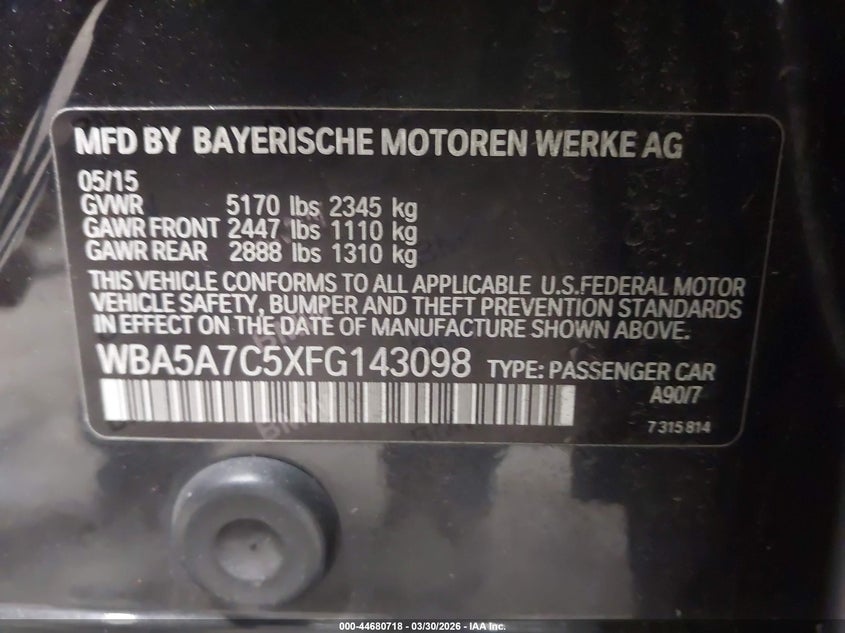 MFD BY BAYERISCHE MOTOREN WERKE AG
05/15
GVWR 5170 lbs 2345 kg
GAWR FRONT 2447 lbs 1110 kg
GAWR REAR 2888 lbs 1310 kg
THIS VEHICLE CONFORMS TO ALL APPLICABLE U.S.FEDERAL MOTOR
VEHICLE SAFETY, BUMPER AND THEFT PREVENTION STANDARDS
IN EFFECT ON THE DATE OF MANUFACTURE SHOWN ABOVE.
WBA5A7C5XFG143098 TYPE: PASSENGER CAR
A90/7
7 315 814
000-44680718 — 03/30/2026 — IAA Inc.